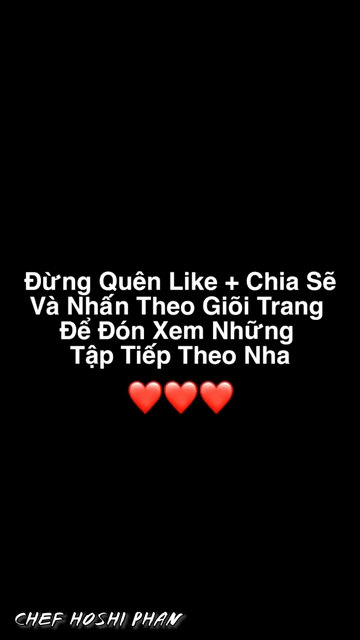 Đừng Quên Like + Chia Sẽ
Và Nhấn Theo Giõi Trang
Để Đón Xem Những
Tập Tiếp Theo Nha
❤️❤️❤️
CHEF HOSHI PHAN